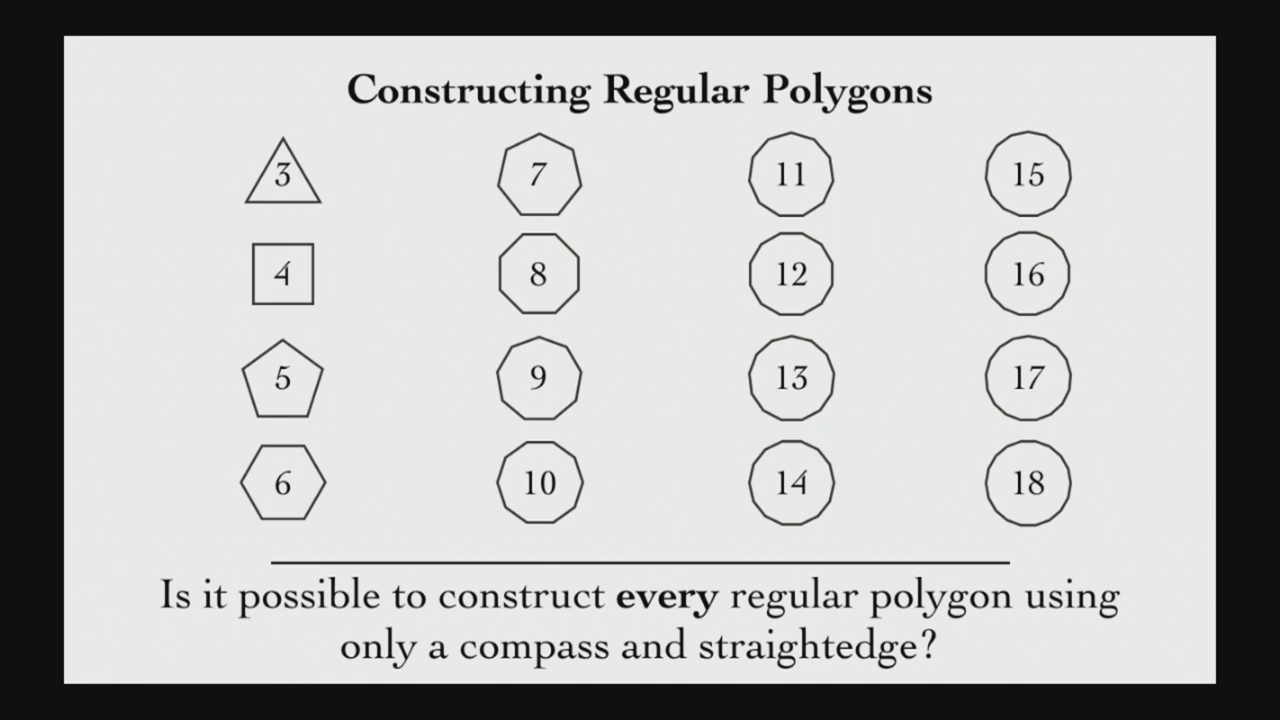 Constructing Regular Polygons
3 7 11 15
4 8 12 16
5 9 13 17
6 10 14 18
Is it possible to construct every regular polygon using
only a compass and straightedge?